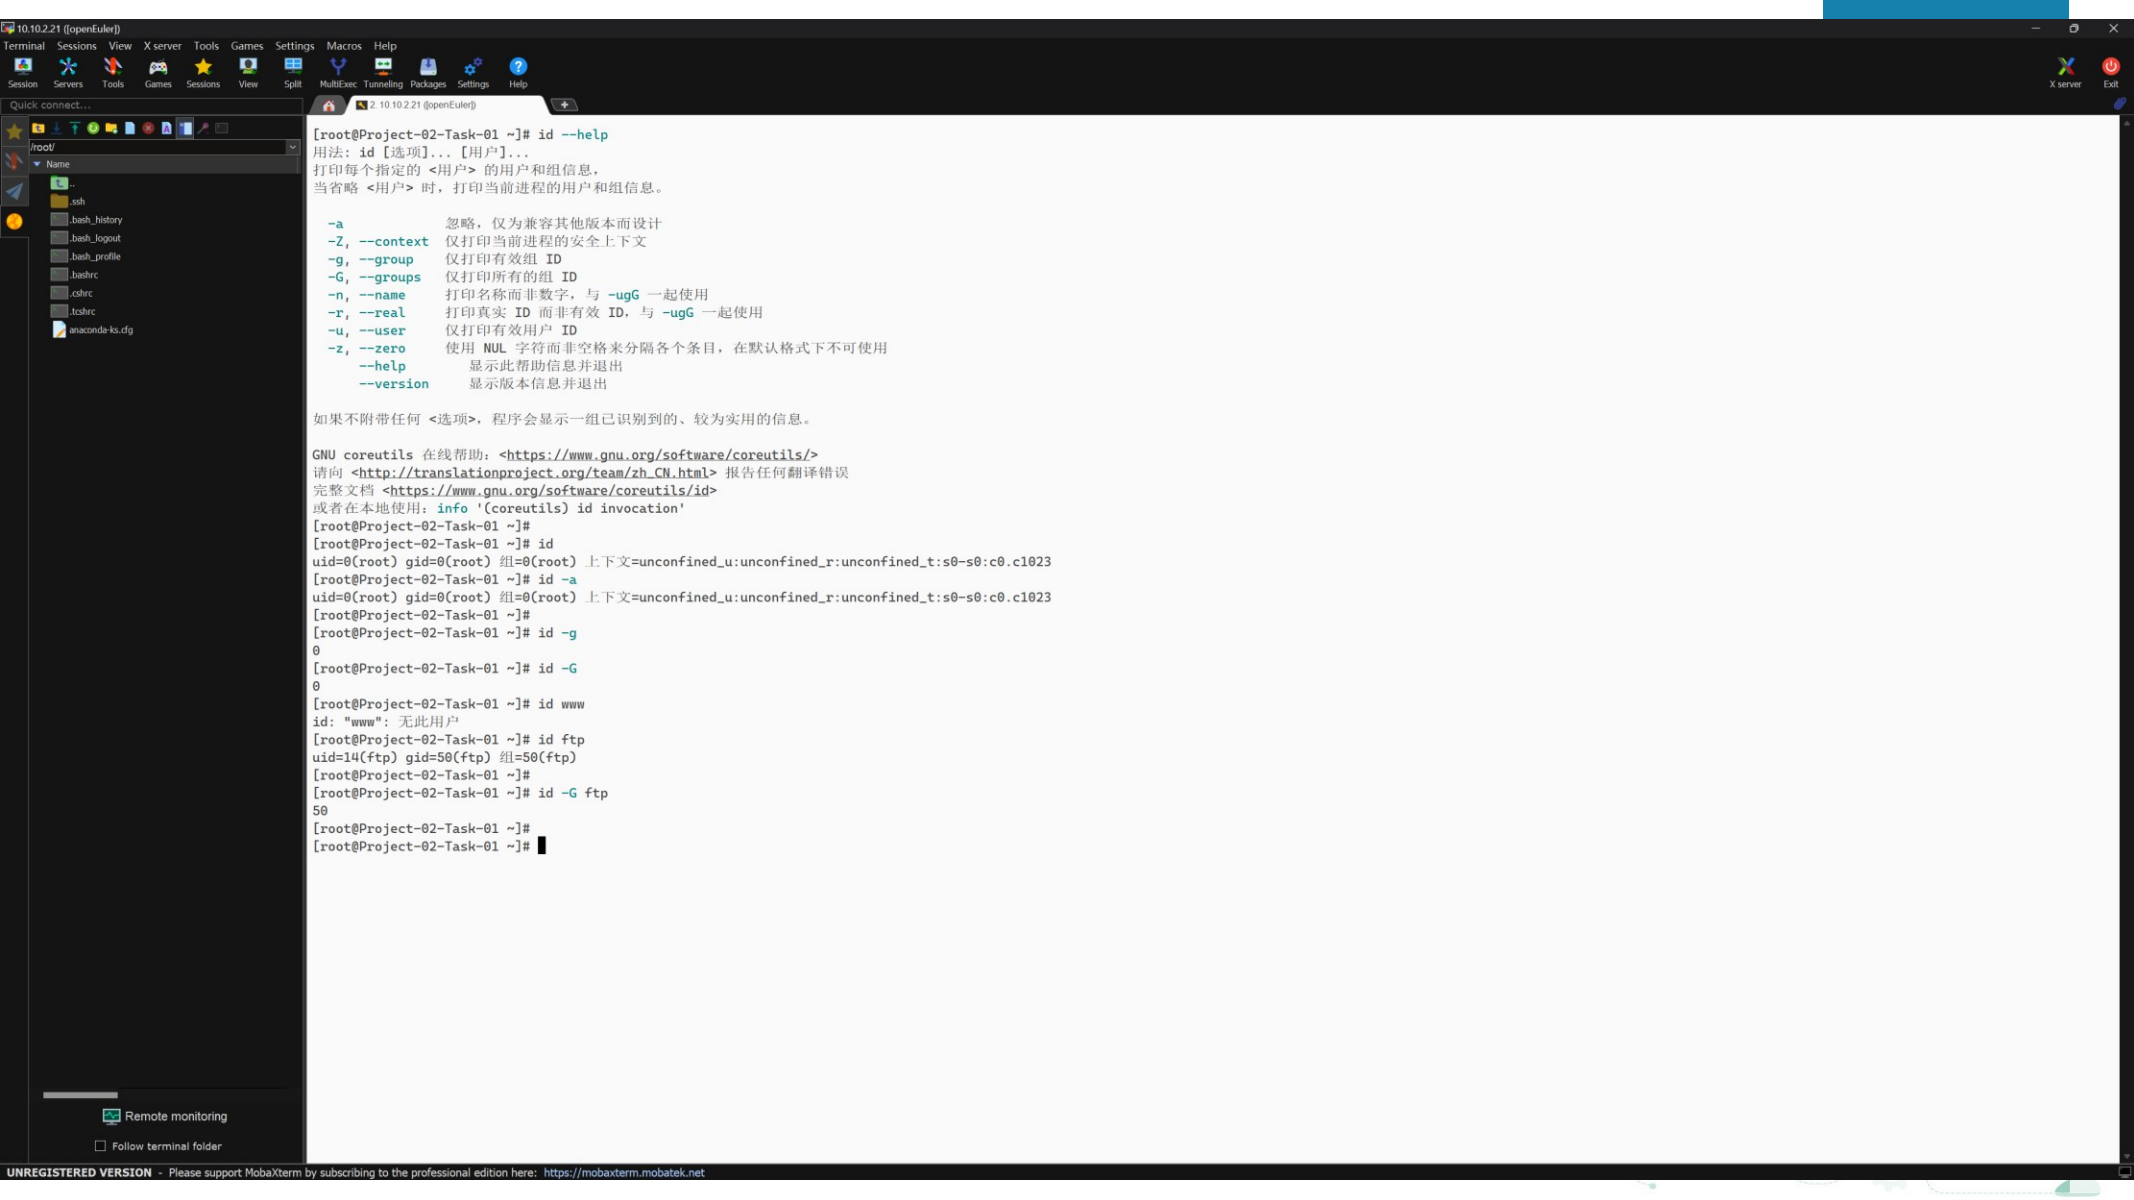 10.10.2.21 ([openEuler])
Terminal Sessions View X server Tools Games Settings Macros Help
Session Servers Tools Games Sessions View Split MultiExec Tunneling Packages Settings Help X server Exit
Quick connect...
2. 10.10.2.21 ([openEuler])
/root/
Name
..
.ssh
.bash_history
.bash_logout
.bash_profile
.bashrc
.cshrc
.tcshrc
anaconda-ks.cfg
[root@Project-02-Task-01 ~]# id --help
用法: id [选项]... [用户]...
打印每个指定的 <用户> 的用户和组信息，
当省略 <用户> 时，打印当前进程的用户和组信息。
-a 忽略，仅为兼容其他版本而设计
-Z, --context 仅打印当前进程的安全上下文
-g, --group 仅打印有效组 ID
-G, --groups 仅打印所有的组 ID
-n, --name 打印名称而非数字，与 -ugG 一起使用
-r, --real 打印真实 ID 而非有效 ID，与 -ugG 一起使用
-u, --user 仅打印有效用户 ID
-z, --zero 使用 NUL 字符而非空格来分隔各个条目，在默认格式下不可使用
--help 显示此帮助信息并退出
--version 显示版本信息并退出
如果不附带任何 <选项>，程序会显示一组已识别到的、较为实用的信息。
GNU coreutils 在线帮助：<https://www.gnu.org/software/coreutils/>
请向 <http://translationproject.org/team/zh_CN.html> 报告任何翻译错误
完整文档 <https://www.gnu.org/software/coreutils/id>
或者在本地使用：info '(coreutils) id invocation'
[root@Project-02-Task-01 ~]#
[root@Project-02-Task-01 ~]# id
uid=0(root) gid=0(root) 组=0(root) 上下文=unconfined_u:unconfined_r:unconfined_t:s0-s0:c0.c1023
[root@Project-02-Task-01 ~]# id -a
uid=0(root) gid=0(root) 组=0(root) 上下文=unconfined_u:unconfined_r:unconfined_t:s0-s0:c0.c1023
[root@Project-02-Task-01 ~]#
[root@Project-02-Task-01 ~]# id -g
0
[root@Project-02-Task-01 ~]# id -G
0
[root@Project-02-Task-01 ~]# id www
id: "www": 无此用户
[root@Project-02-Task-01 ~]# id ftp
uid=14(ftp) gid=50(ftp) 组=50(ftp)
[root@Project-02-Task-01 ~]#
[root@Project-02-Task-01 ~]# id -G ftp
50
[root@Project-02-Task-01 ~]#
[root@Project-02-Task-01 ~]#
Remote monitoring
Follow terminal folder
UNREGISTERED VERSION - Please support MobaXterm by subscribing to the professional edition here: https://mobaxterm.mobatek.net